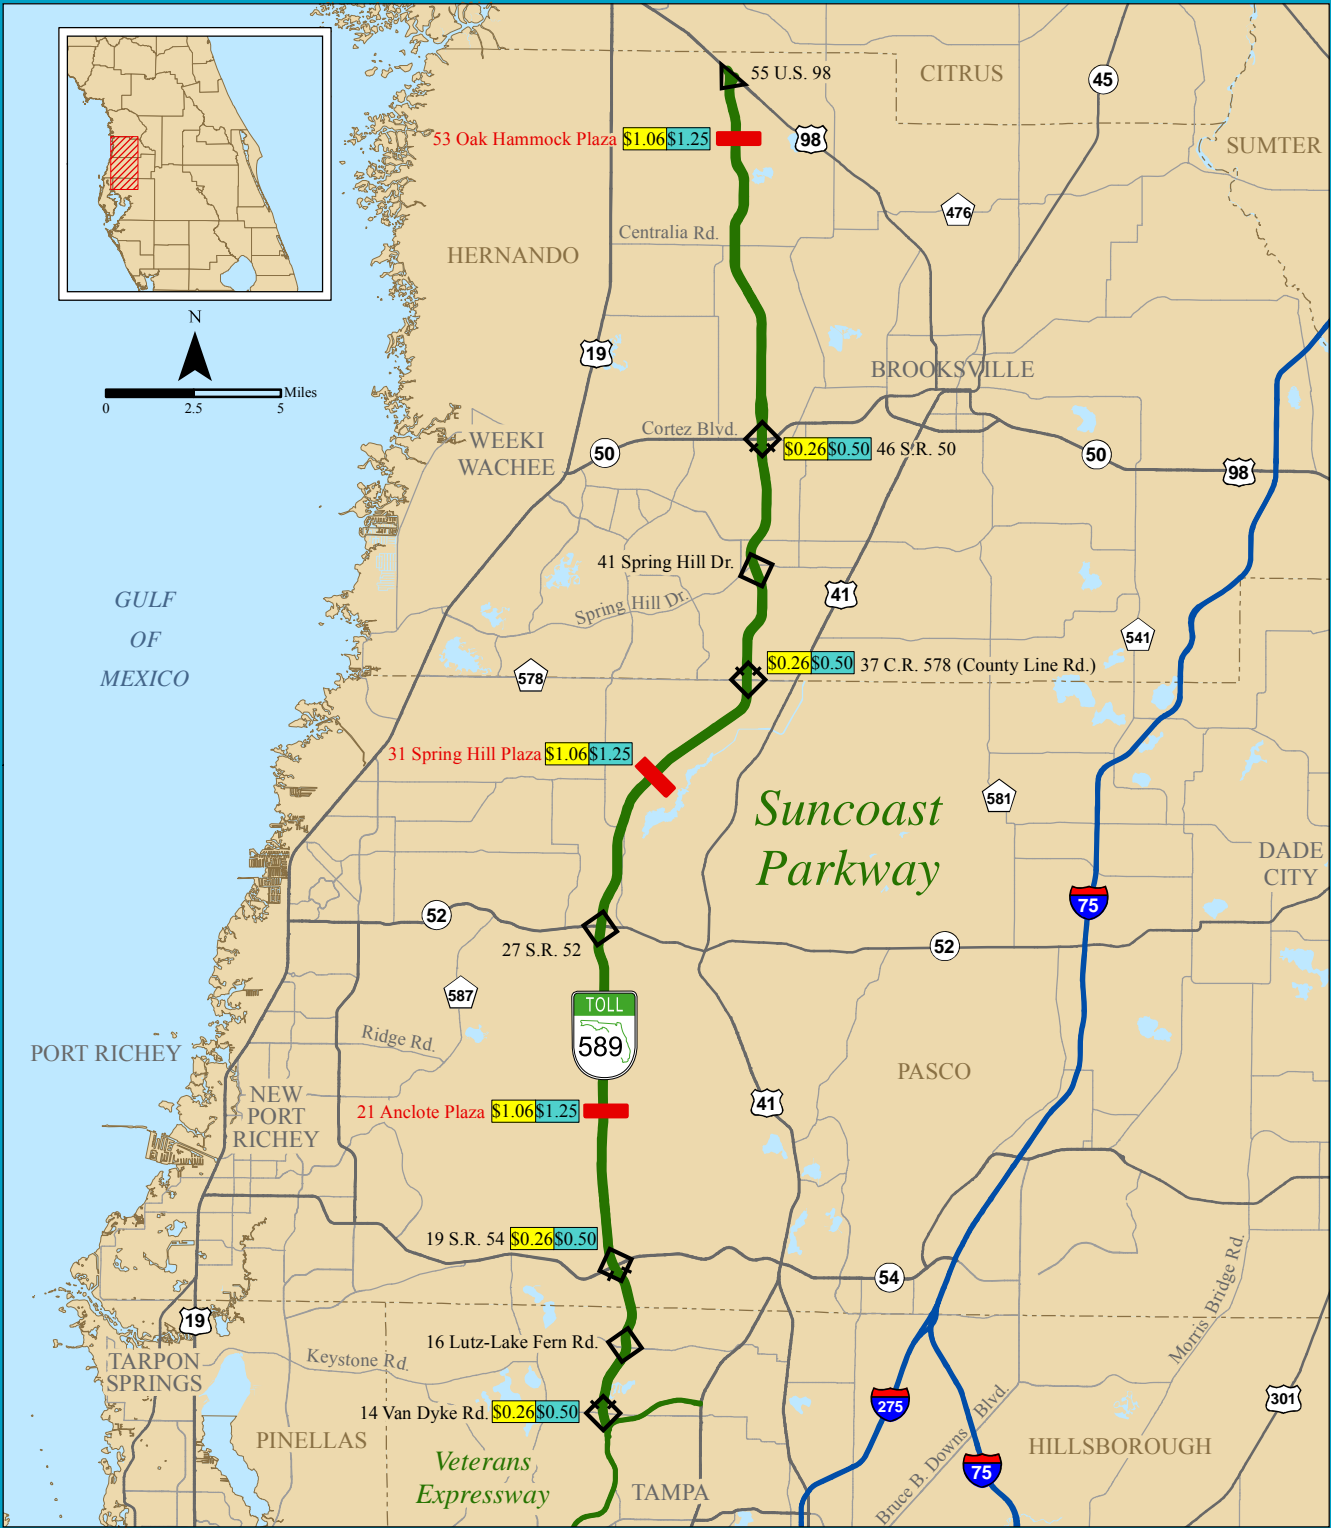 CITRUS
45
55 U.S. 98
53 Oak Hammock Plaza $1.06 $1.25
98
SUMTER
476
Centralia Rd.
HERNANDO
N
Miles
0 2.5 5
19
BROOKSVILLE
Cortez Blvd.
WEEKI
WACHEE
50
$0.26 $0.50 46 S.R. 50
50
98
41 Spring Hill Dr.
Spring Hill Dr.
41
GULF
OF
MEXICO
541
578
$0.26 $0.50 37 C.R. 578 (County Line Rd.)
31 Spring Hill Plaza $1.06 $1.25
Suncoast
Parkway
581
DADE
CITY
75
52
27 S.R. 52
52
587
TOLL
589
Ridge Rd.
PORT RICHEY
PASCO
NEW
PORT
RICHEY
21 Anclote Plaza $1.06 $1.25
41
19 S.R. 54 $0.26 $0.50
54
Morris Bridge Rd.
19
16 Lutz-Lake Fern Rd.
Keystone Rd.
TARPON
SPRINGS
14 Van Dyke Rd. $0.26 $0.50
275
301
Bruce B. Downs Blvd.
PINELLAS
HILLSBOROUGH
Veterans
Expressway
75
TAMPA